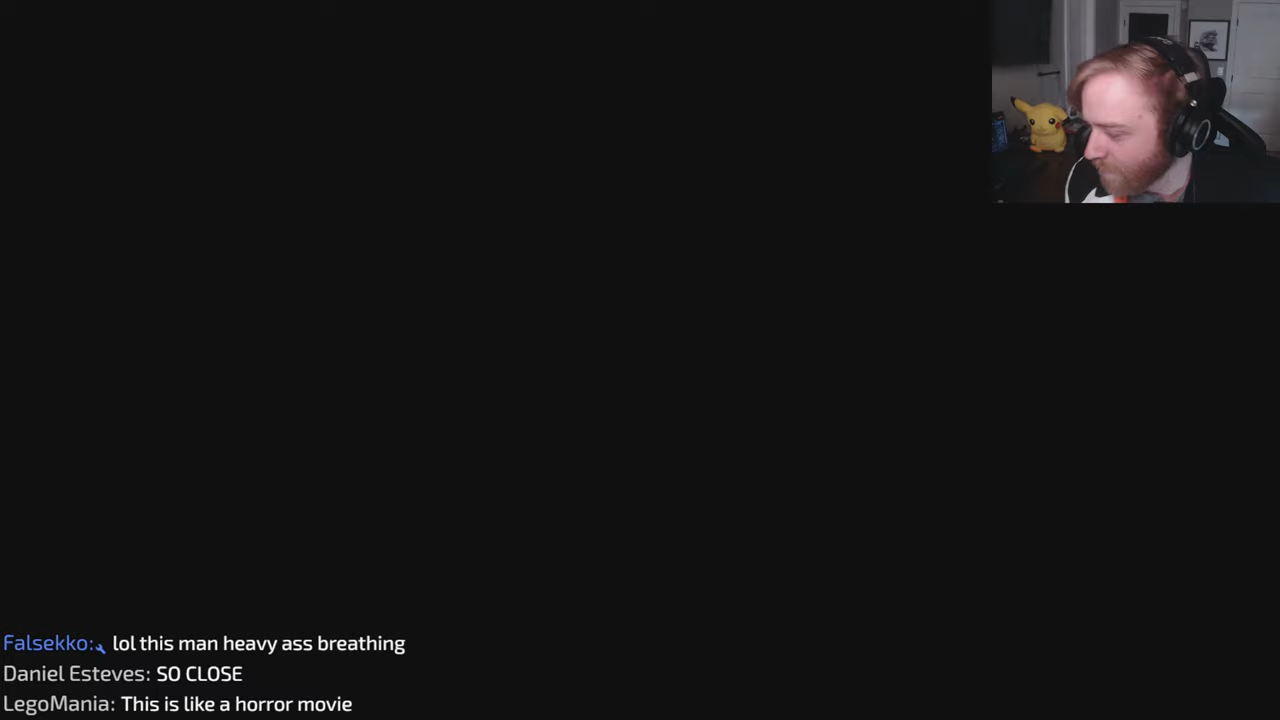 Falsekko: lol this man heavy ass breathing
Daniel Esteves: SO CLOSE
LegoMania: This is like a horror movie